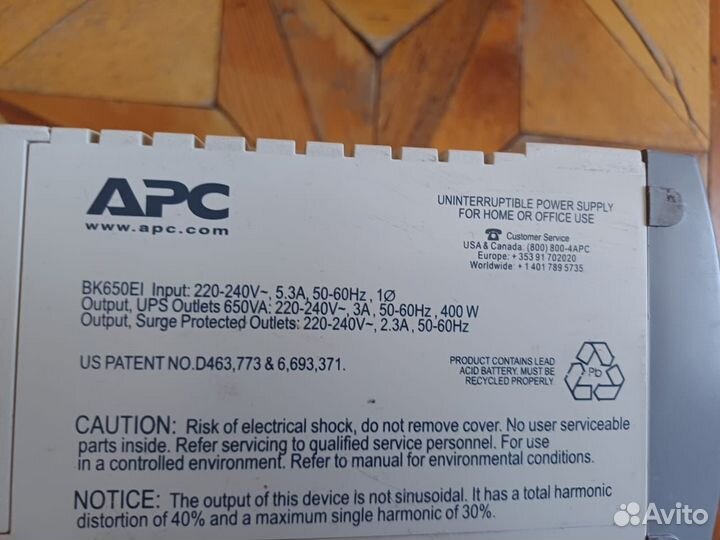 APC
www.apc.com
UNINTERRUPTIBLE POWER SUPPLY
FOR HOME OR OFFICE USE
Customer Service
USA & Canada: (800) 800-4APC
Europe: + 353 91 702020
Worldwide: + 1 401 789 5735
BK650EI Input: 220-240V~, 5.3A, 50-60Hz, 1Ø
Output, UPS Outlets 650VA: 220-240V~, 3A, 50-60Hz, 400 W
Output, Surge Protected Outlets: 220-240V~, 2.3A, 50-60Hz
US PATENT NO.D463,773 & 6,693,371.
PRODUCT CONTAINS LEAD
ACID BATTERY. MUST BE
RECYCLED PROPERLY.
Pb
CAUTION: Risk of electrical shock, do not remove cover. No user serviceable
parts inside. Refer servicing to qualified service personnel. For use
in a controlled environment. Refer to manual for environmental conditions.
NOTICE: The output of this device is not sinusoidal. It has a total harmonic
distortion of 40% and a maximum single harmonic of 30%.
Avito